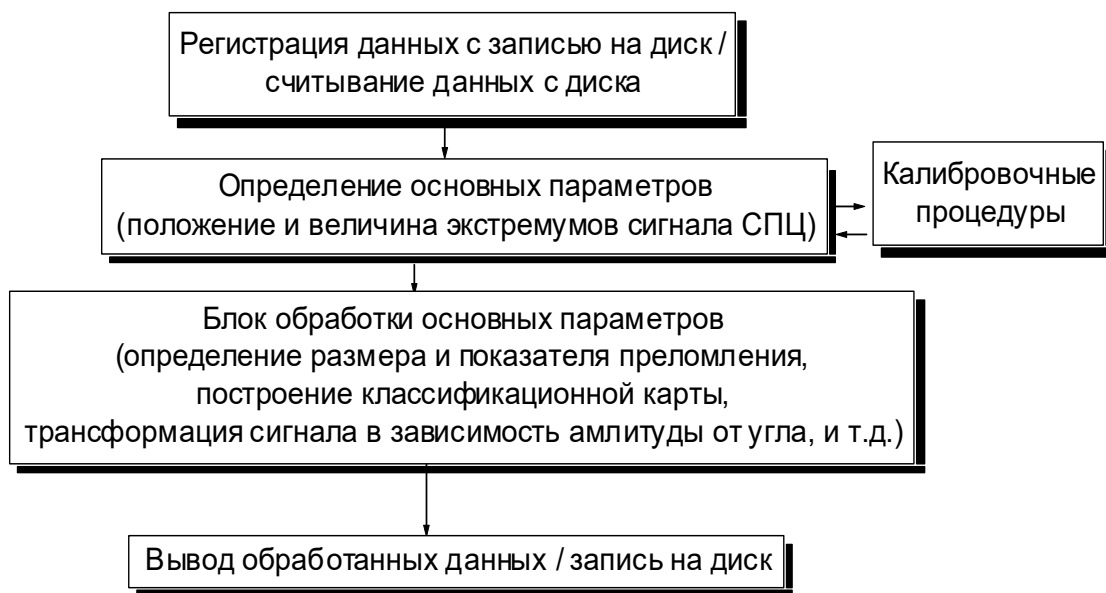 Регистрация данных с записью на диск /
считывание данных с диска
Определение основных параметров
(положение и величина экстремумов сигнала СПЦ)
Калибровочные
процедуры
Блок обработки основных параметров
(определение размера и показателя преломления,
построение классификационной карты,
трансформация сигнала в зависимость амлитуды от угла, и т.д.)
Вывод обработанных данных / запись на диск